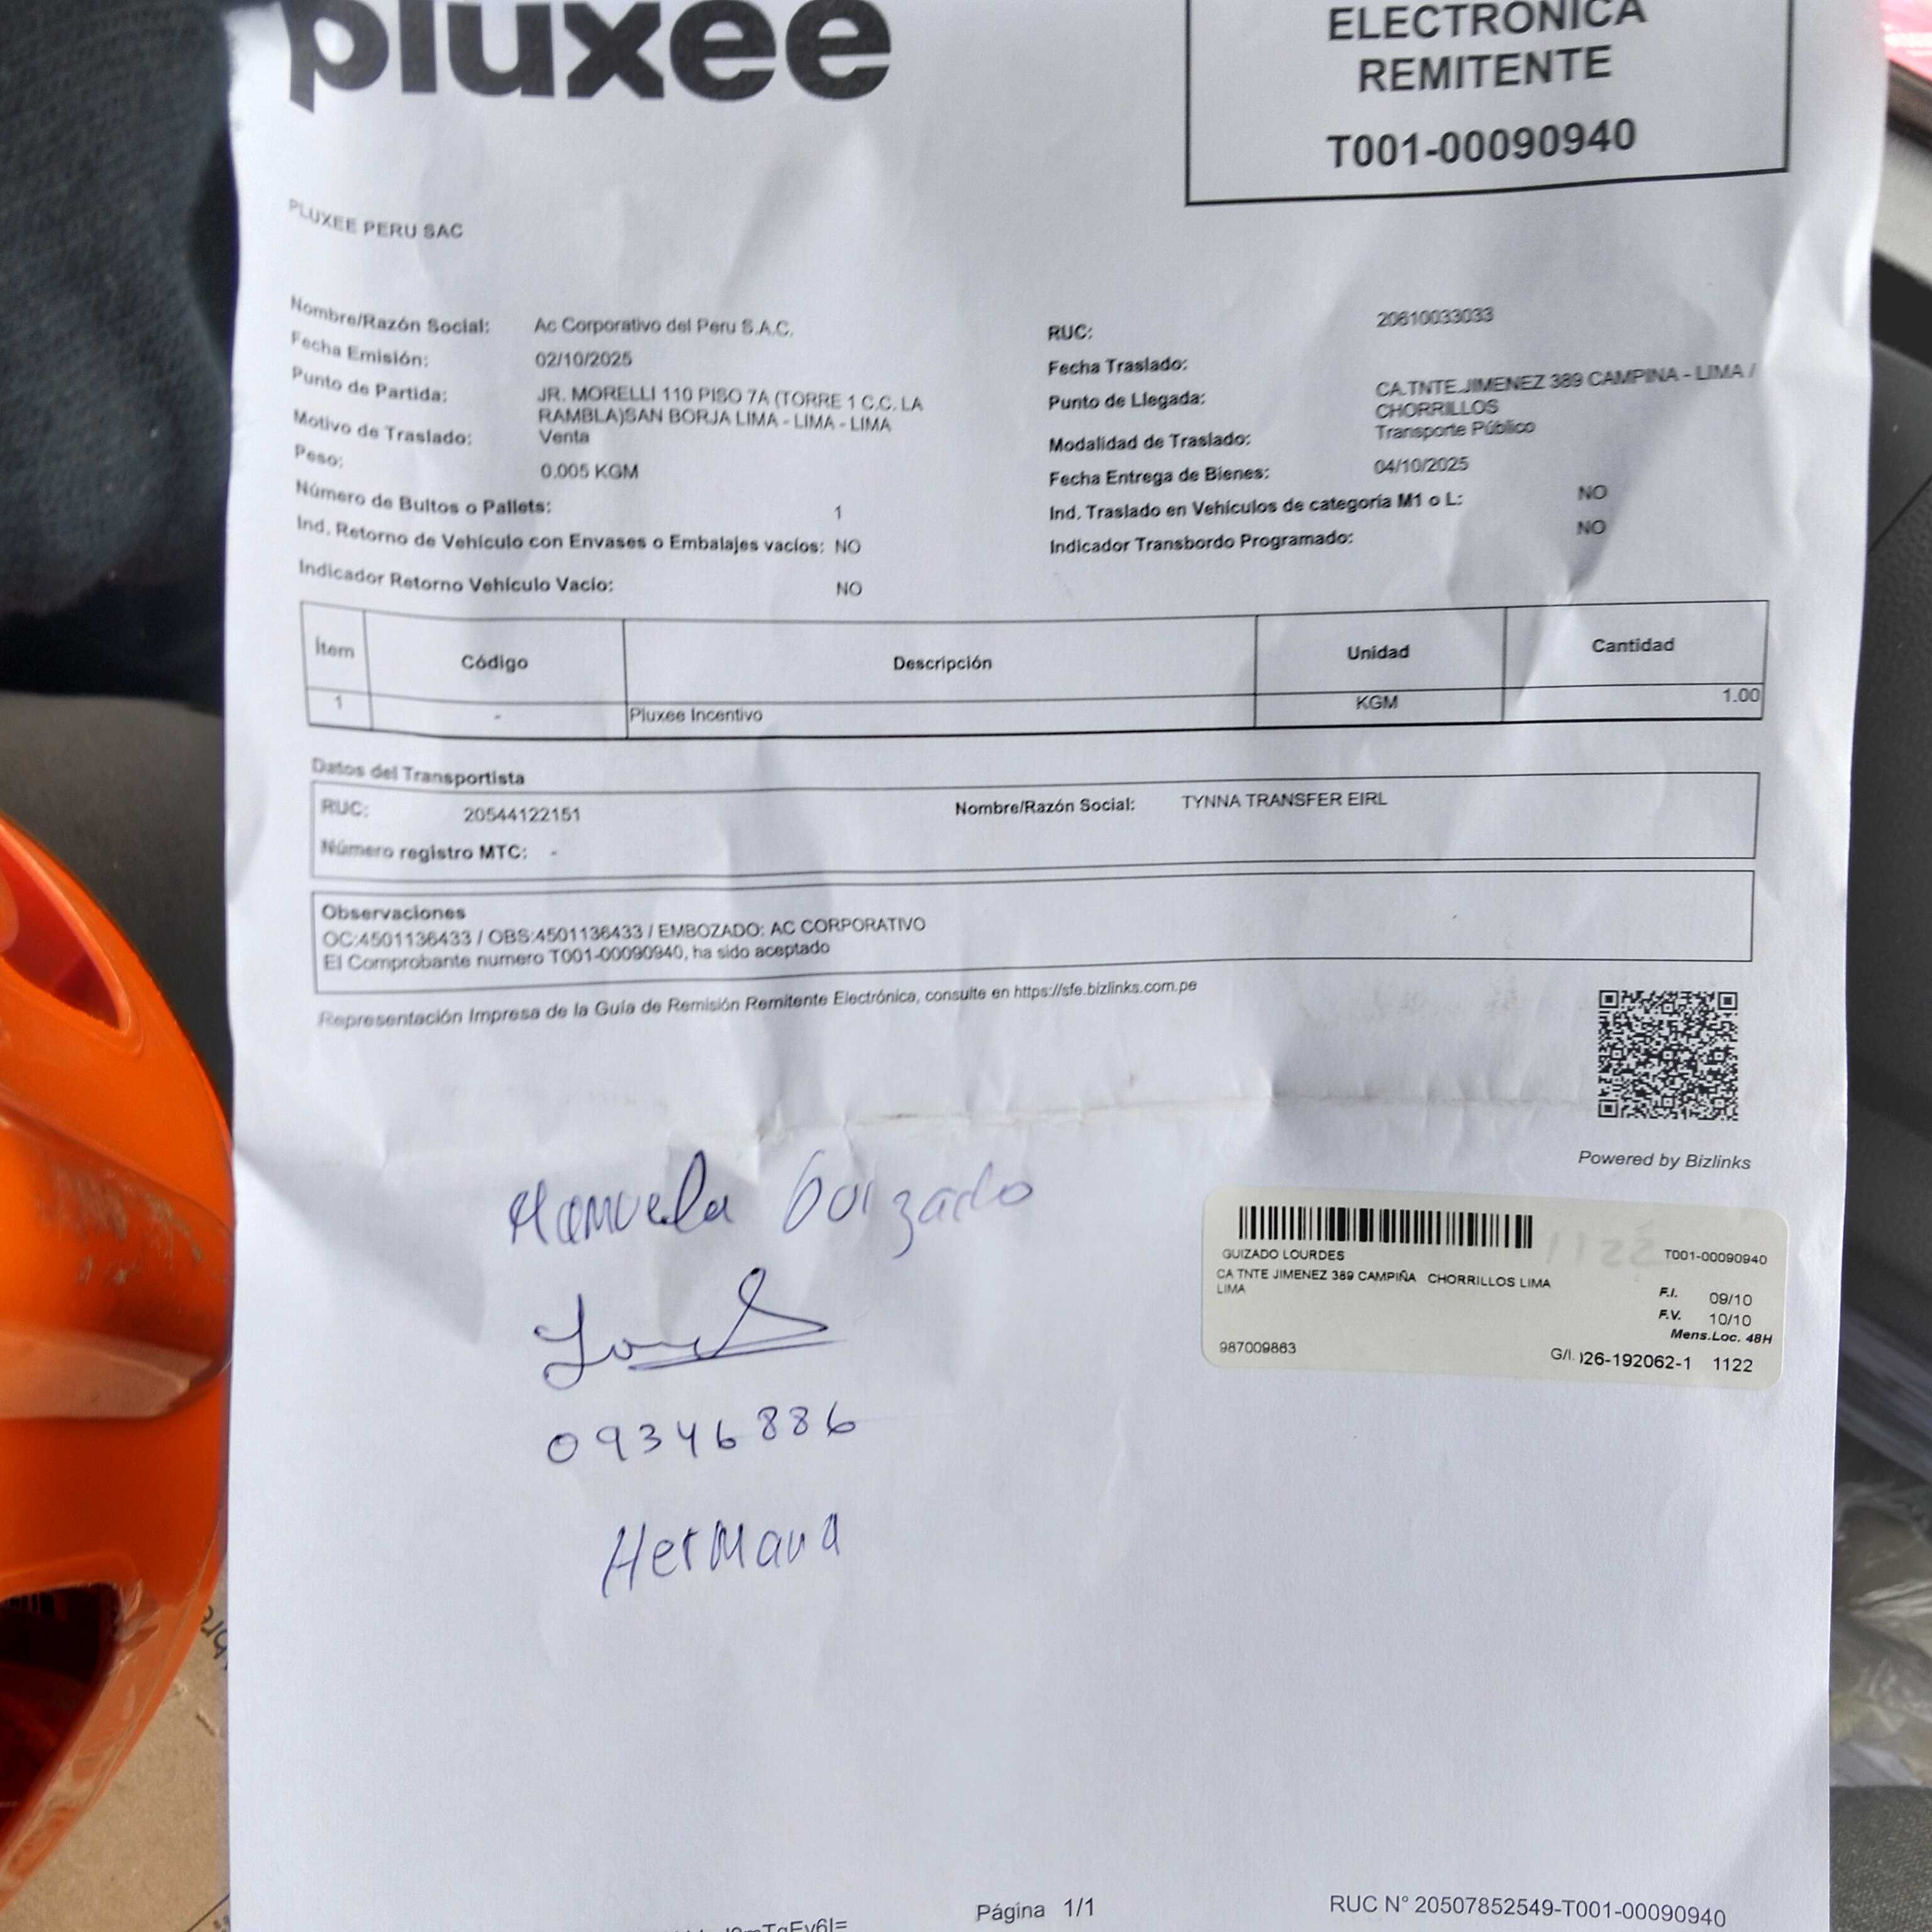 pluxee
ELECTRONICA
REMITENTE
T001-00090940
PLUXEE PERU SAC
Nombre/Razón Social: Ac Corporativo del Peru S.A.C.
Fecha Emisión: 02/10/2025
Punto de Partida: JR. MORELLI 110 PISO 7A (TORRE 1 C.C. LA
RAMBLA)SAN BORJA LIMA - LIMA - LIMA
Motivo de Traslado: Venta
Peso: 0.005 KGM
Número de Bultos o Pallets: 1
Ind. Retorno de Vehículo con Envases o Embalajes vacíos: NO
Indicador Retorno Vehículo Vacío: NO
RUC: 20610033033
Fecha Traslado:
Punto de Llegada: CA.TNTE.JIMENEZ 389 CAMPINA - LIMA /
CHORRILLOS
Modalidad de Traslado: Transporte Público
Fecha Entrega de Bienes: 04/10/2025
Ind. Traslado en Vehículos de categoría M1 o L: NO
Indicador Transbordo Programado: NO
Ítem Código Descripción Unidad Cantidad
1 - Pluxee Incentivo KGM 1.00
Datos del Transportista
RUC: 20544122151 Nombre/Razón Social: TYNNA TRANSFER EIRL
Número registro MTC: -
Observaciones
OC:4501136433 / OBS:4501136433 / EMBOZADO: AC CORPORATIVO
El Comprobante numero T001-00090940, ha sido aceptado
Representación Impresa de la Guía de Remisión Remitente Electrónica, consulte en https://sfe.bizlinks.com.pe
Powered by Bizlinks
Manuela Guizado
09346886
HerMana
GUIZADO LOURDES T001-00090940
CA TNTE JIMENEZ 389 CAMPIÑA CHORRILLOS LIMA
LIMA
F.I. 09/10
F.V. 10/10
Mens.Loc. 48H
987009863 G/I. 026-192062-1 1122
Página 1/1
RUC N° 20507852549-T001-00090940